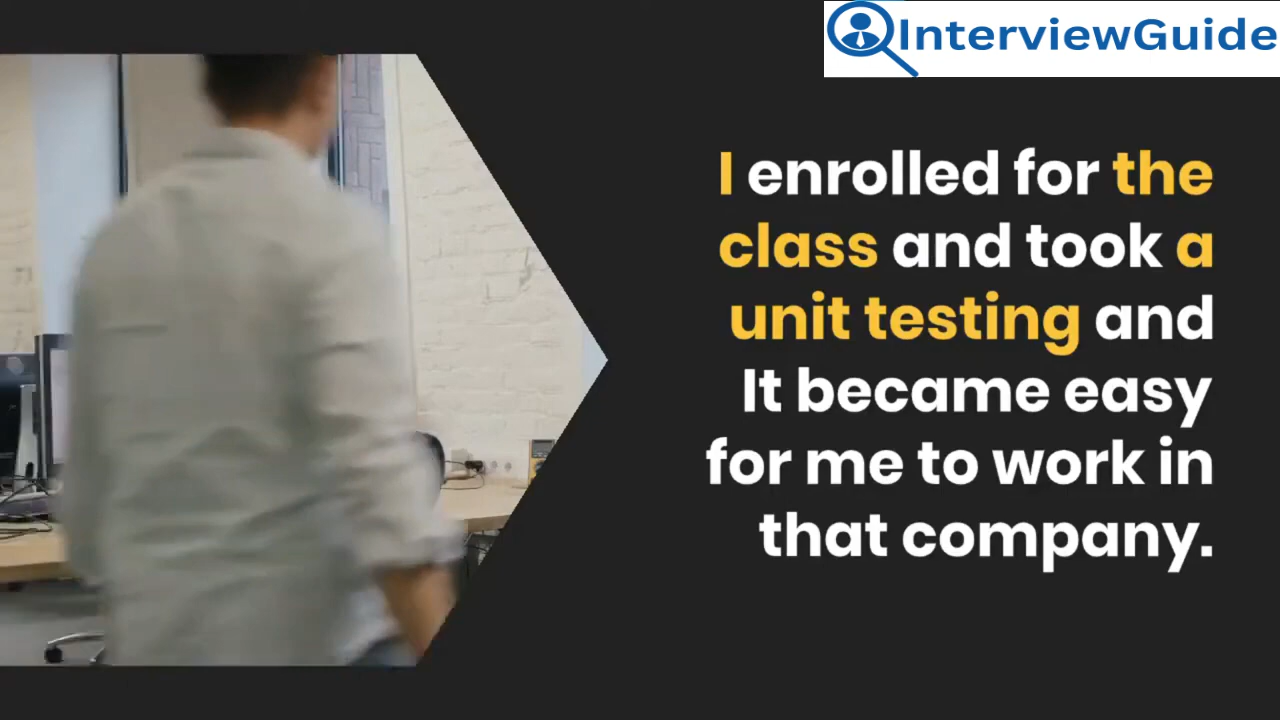 InterviewGuide
I enrolled for the
class and took a
unit testing and
It became easy
for me to work in
that company.